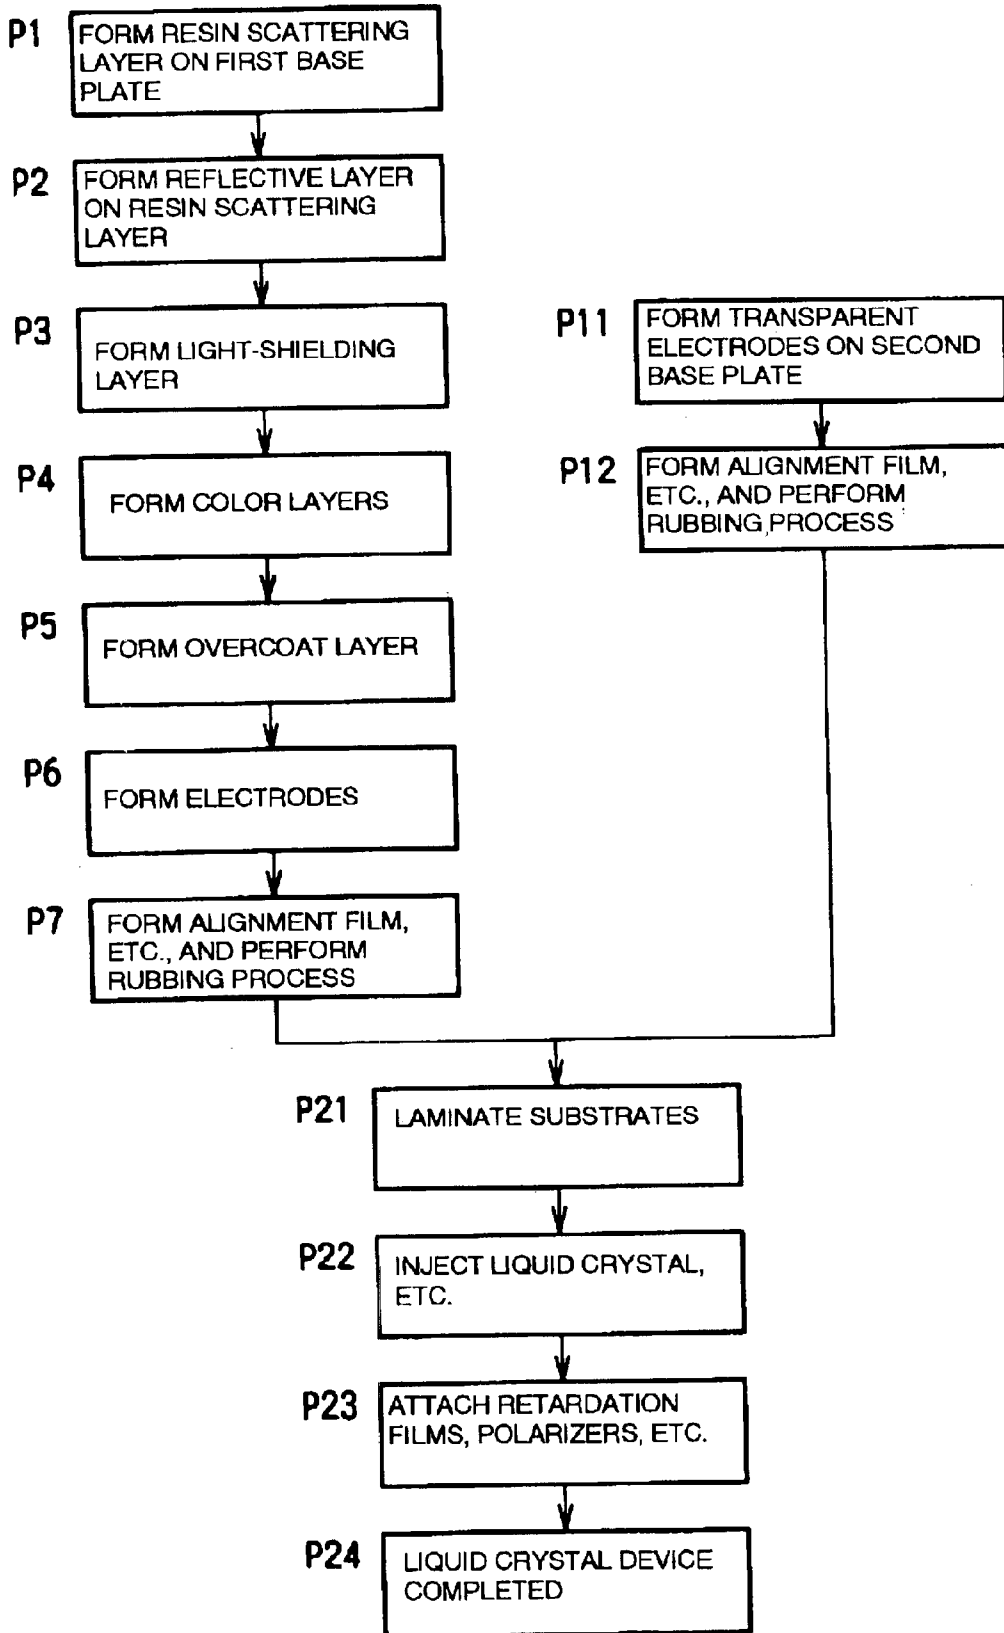 P1
FORM RESIN SCATTERING
LAYER ON FIRST BASE
PLATE
P2
FORM REFLECTIVE LAYER
ON RESIN SCATTERING
LAYER
P3
FORM LIGHT-SHIELDING
LAYER
P4
FORM COLOR LAYERS
P5
FORM OVERCOAT LAYER
P6
FORM ELECTRODES
P7
FORM ALIGNMENT FILM,
ETC., AND PERFORM
RUBBING PROCESS
P11
FORM TRANSPARENT
ELECTRODES ON SECOND
BASE PLATE
P12
FORM ALIGNMENT FILM,
ETC., AND PERFORM
RUBBING PROCESS
P21
LAMINATE SUBSTRATES
P22
INJECT LIQUID CRYSTAL,
ETC.
P23
ATTACH RETARDATION
FILMS, POLARIZERS, ETC.
P24
LIQUID CRYSTAL DEVICE
COMPLETED